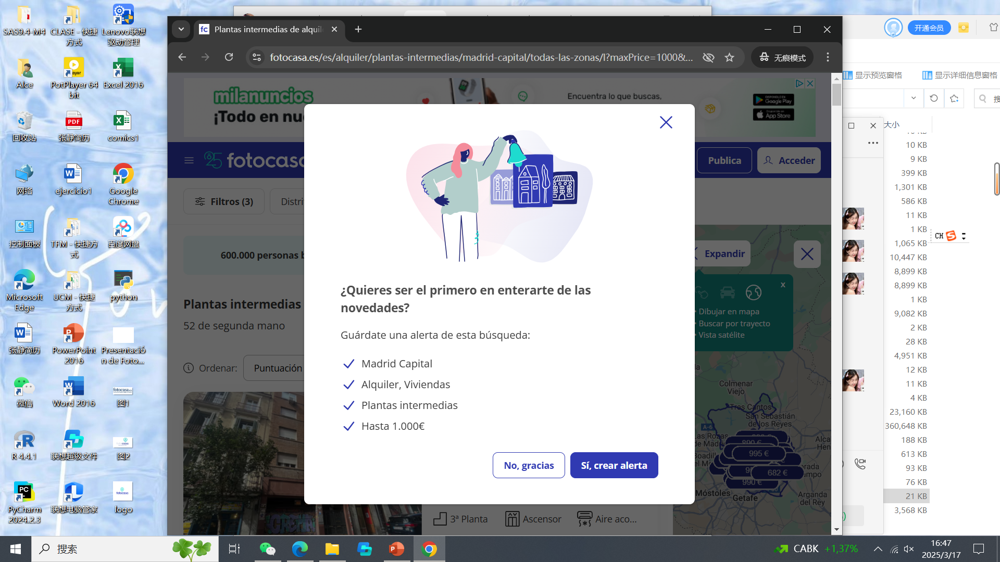 SAS9.4-M4
CLASE - 快捷方式
Lenovo联想驱动管理
Alce
PotPlayer 64 bit
Excel 2016
回收站
张静简历
comics1
网络
ejercicio1
Google Chrome
控制面板
TFM - 快捷方式
百度网盘
Microsoft Edge
UCM - 快捷方式
python
张静简历
PowerPoint 2016
Presentación de Foto...
微信
Word 2016
图1
R 4.4.1
联想超级文件
图2
PyCharm 2024.2.3
联想电脑管家
logo
Plantas intermedias de alquil
fotocasa.es/es/alquiler/plantas-intermedias/madrid-capital/todas-las-zonas/l?maxPrice=1000&...
无痕模式
milanuncios
¡Todo en nu
Encuentra lo que buscas,
DISPONIBLE EN
Google Play
App Store
25 fotocasa
Publica
Acceder
Filtros (3)
Distri
600.000 personas b
Expandir
x
Dibujar en mapa
Buscar por trayecto
Vista satélite
Plantas intermedias
52 de segunda mano
Ordenar:
Puntuación
¿Quieres ser el primero en enterarte de las
novedades?
Guárdate una alerta de esta búsqueda:
Madrid Capital
Alquiler, Viviendas
Plantas intermedias
Hasta 1.000€
No, gracias
Sí, crear alerta
Colmenar
Viejo
Tres Cantos
San Sebastián
de los Reyes
A-6
Las Rozas
de Madrid
Alca
Hen
890 €
995 €
682 €
990 €
Móstoles
Getafe
Arganda
del Rey
3ª Planta
Ascensor
Aire aco...
开通会员
显示预览窗格
显示详细信息窗格
搜
大小
10 KB
9 KB
399 KB
1,301 KB
586 KB
11 KB
1 KB
1,065 KB
10,447 KB
8,899 KB
8,899 KB
1 KB
9,082 KB
2 KB
28 KB
4,951 KB
12 KB
11 KB
4 KB
23,160 KB
360,648 KB
188 KB
613 KB
93 KB
76 KB
21 KB
3,568 KB
CH
搜索
CABK +1,37%
16:47
2025/3/17